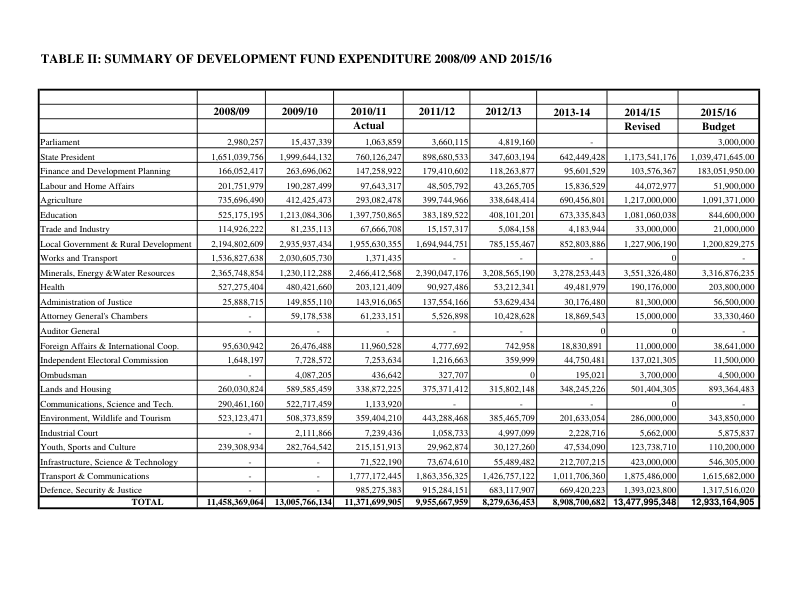 TABLE II: SUMMARY OF DEVELOPMENT FUND EXPENDITURE 2008/09 AND 2015/16
2008/09 2009/10 2010/11 2011/12 2012/13 2013-14 2014/15 2015/16
Actual Revised Budget
Parliament 2,980,257 15,437,339 1,063,859 3,660,115 4,819,160 - 3,000,000
State President 1,651,039,756 1,999,644,132 760,126,247 898,680,533 347,603,194 642,449,428 1,173,541,176 1,039,471,645.00
Finance and Development Planning 166,052,417 263,696,062 147,258,922 179,410,602 118,263,877 95,601,529 103,576,367 183,051,950.00
Labour and Home Affairs 201,751,979 190,287,499 97,643,317 48,505,792 43,265,705 15,836,529 44,072,977 51,900,000
Agriculture 735,696,490 412,425,473 293,082,478 399,744,966 338,648,414 690,456,801 1,217,000,000 1,091,371,000
Education 525,175,195 1,213,084,306 1,397,750,865 383,189,522 408,101,201 673,335,843 1,081,060,038 844,600,000
Trade and Industry 114,926,222 81,235,113 67,666,708 15,157,317 5,084,158 4,183,944 33,000,000 21,000,000
Local Government & Rural Development 2,194,802,609 2,935,937,434 1,955,630,355 1,694,944,751 785,155,467 852,803,886 1,227,906,190 1,200,829,275
Works and Transport 1,536,827,638 2,030,605,730 1,371,435 - - - 0 -
Minerals, Energy &Water Resources 2,365,748,854 1,230,112,288 2,466,412,568 2,390,047,176 3,208,565,190 3,278,253,443 3,551,326,480 3,316,876,235
Health 527,275,404 480,421,660 203,121,409 90,927,486 53,212,341 49,481,979 190,176,000 203,800,000
Administration of Justice 25,888,715 149,855,110 143,916,065 137,554,166 53,629,434 30,176,480 81,300,000 56,500,000
Attorney General's Chambers - 59,178,538 61,233,151 5,526,898 10,428,628 18,869,543 15,000,000 33,330,460
Auditor General - - - - - 0 0 -
Foreign Affairs & International Coop. 95,630,942 26,476,488 11,960,528 4,777,692 742,958 18,830,891 11,000,000 38,641,000
Independent Electoral Commission 1,648,197 7,728,572 7,253,634 1,216,663 359,999 44,750,481 137,021,305 11,500,000
Ombudsman - 4,087,205 436,642 327,707 0 195,021 3,700,000 4,500,000
Lands and Housing 260,030,824 589,585,459 338,872,225 375,371,412 315,802,148 348,245,226 501,404,305 893,364,483
Communications, Science and Tech. 290,461,160 522,717,459 1,133,920 - - - 0 -
Environment, Wildlife and Tourism 523,123,471 508,373,859 359,404,210 443,288,468 385,465,709 201,633,054 286,000,000 343,850,000
Industrial Court - 2,111,866 7,239,436 1,058,733 4,997,099 2,228,716 5,662,000 5,875,837
Youth, Sports and Culture 239,308,934 282,764,542 215,151,913 29,962,874 30,127,260 47,534,090 123,738,710 110,200,000
Infrastructure, Science & Technology - - 71,522,190 73,674,610 55,489,482 212,707,215 423,000,000 546,305,000
Transport & Communications - - 1,777,172,445 1,863,356,325 1,426,757,122 1,011,706,360 1,875,486,000 1,615,682,000
Defence, Security & Justice - - 985,275,383 915,284,151 683,117,907 669,420,223 1,393,023,800 1,317,516,020
TOTAL 11,458,369,064 13,005,766,134 11,371,699,905 9,955,667,959 8,279,636,453 8,908,700,682 13,477,995,348 12,933,164,905